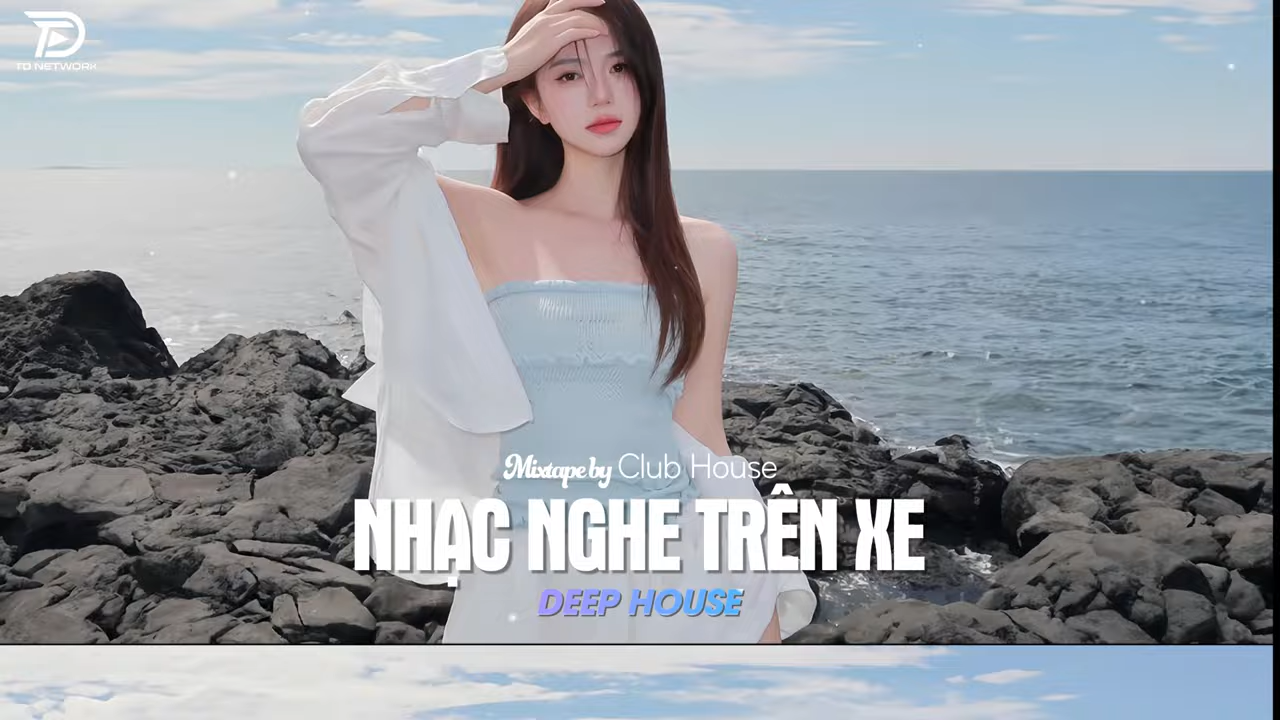 TD NETWORK
Mixtape by Club House
NHẠC NGHE TRÊN XE
DEEP HOUSE